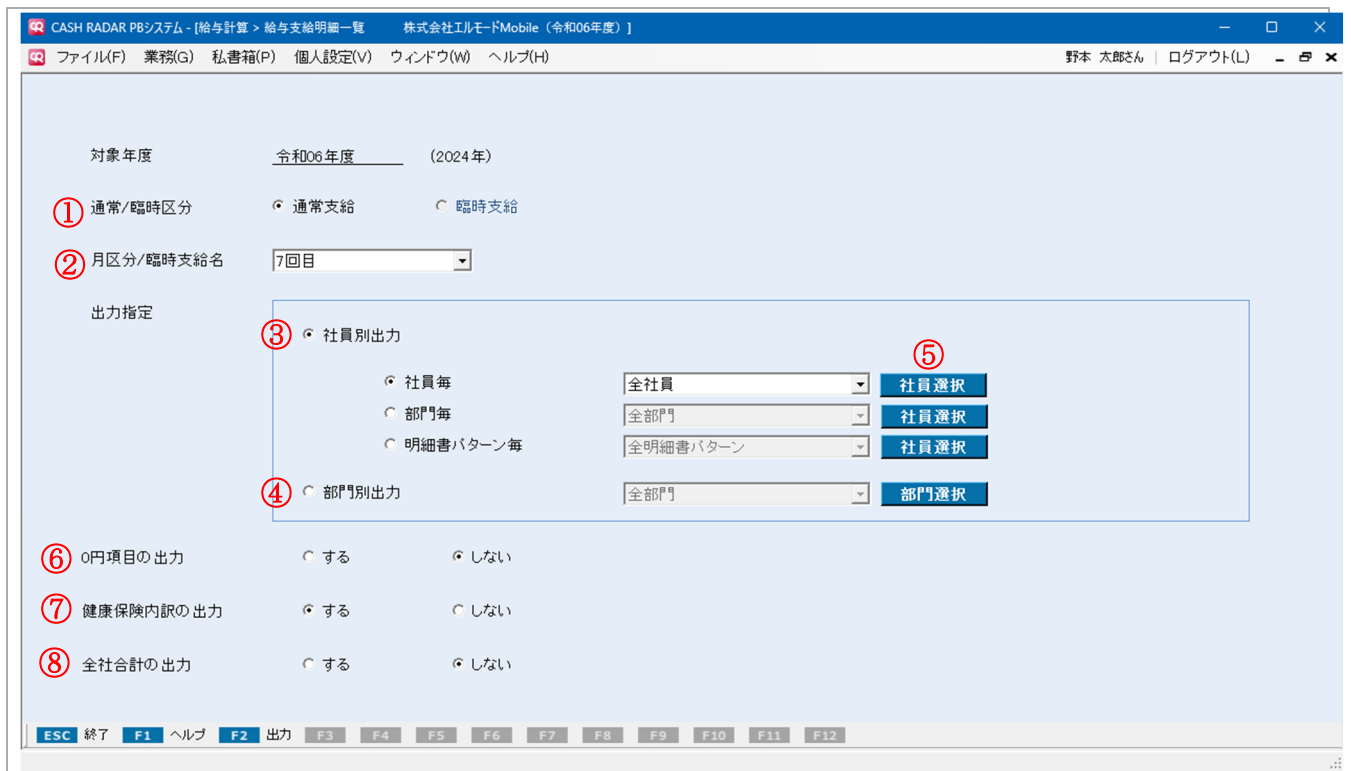 CASH RADAR PBシステム - [給与計算 > 給与支給明細一覧 株式会社エルモードMobile（令和06年度）]
ファイル(F) 業務(G) 私書箱(P) 個人設定(V) ウィンドウ(W) ヘルプ(H) 野本 太郎さん | ログアウト(L)
対象年度 令和06年度 (2024年)
① 通常/臨時区分 通常支給 臨時支給
② 月区分/臨時支給名 7回目
出力指定
③ 社員別出力
⑤
社員毎 全社員 社員選択
部門毎 全部門 社員選択
明細書パターン毎 全明細書パターン 社員選択
④ 部門別出力 全部門 部門選択
⑥ 0円項目の出力 する しない
⑦ 健康保険内訳の出力 する しない
⑧ 全社合計の出力 する しない
ESC 終了 F1 ヘルプ F2 出力 F3 F4 F5 F6 F7 F8 F9 F10 F11 F12